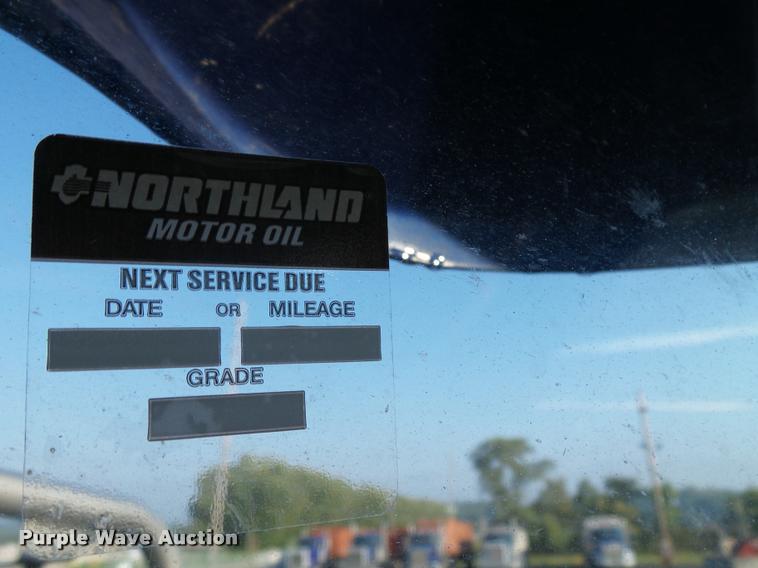 NORTHLAND
MOTOR OIL
NEXT SERVICE DUE
DATE OR MILEAGE
GRADE
Purple Wave Auction